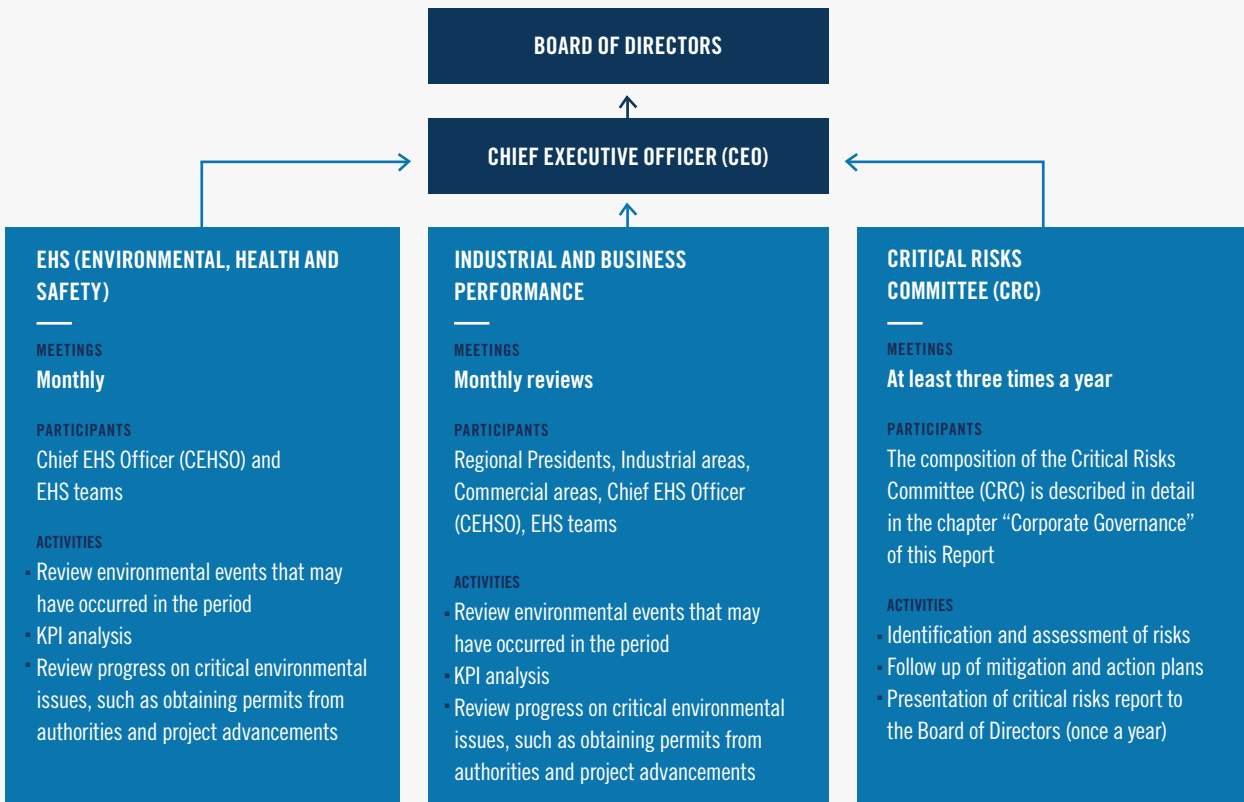 BOARD OF DIRECTORS
CHIEF EXECUTIVE OFFICER (CEO)
EHS (ENVIRONMENTAL, HEALTH AND
SAFETY)
MEETINGS
Monthly
PARTICIPANTS
Chief EHS Officer (CEHSO) and
EHS teams
ACTIVITIES
▪ Review environmental events that may
have occurred in the period
▪ KPI analysis
▪ Review progress on critical environmental
issues, such as obtaining permits from
authorities and project advancements
INDUSTRIAL AND BUSINESS
PERFORMANCE
MEETINGS
Monthly reviews
PARTICIPANTS
Regional Presidents, Industrial areas,
Commercial areas, Chief EHS Officer
(CEHSO), EHS teams
ACTIVITIES
▪ Review environmental events that may
have occurred in the period
▪ KPI analysis
▪ Review progress on critical environmental
issues, such as obtaining permits from
authorities and project advancements
CRITICAL RISKS
COMMITTEE (CRC)
MEETINGS
At least three times a year
PARTICIPANTS
The composition of the Critical Risks
Committee (CRC) is described in detail
in the chapter “Corporate Governance”
of this Report
ACTIVITIES
▪ Identification and assessment of risks
▪ Follow up of mitigation and action plans
▪ Presentation of critical risks report to
the Board of Directors (once a year)